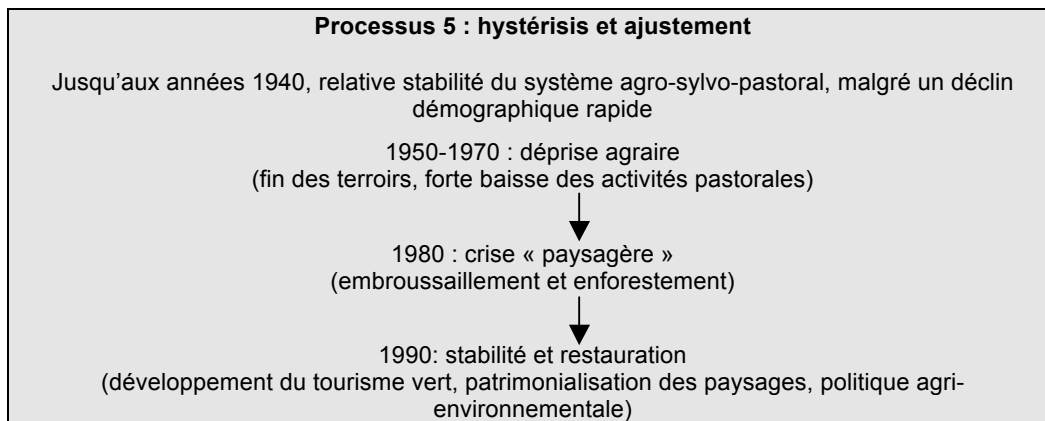 Processus 5 : hystérisis et ajustement
Jusqu'aux années 1940, relative stabilité du système agro-sylvo-pastoral, malgré un déclin
démographique rapide
1950-1970 : déprise agraire
(fin des terroirs, forte baisse des activités pastorales)
1980 : crise « paysagère »
(embroussaillement et enforestement)
1990: stabilité et restauration
(développement du tourisme vert, patrimonialisation des paysages, politique agri-
environnementale)